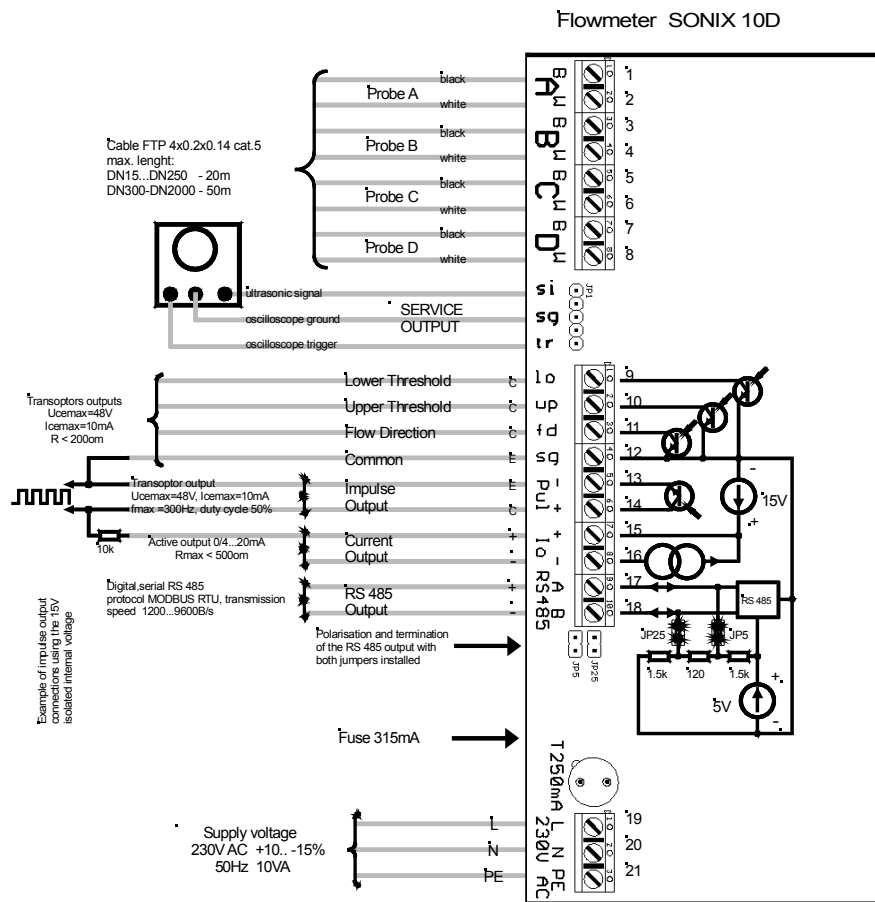 Flowmeter SONIX 10D
Cable FTP 4x0.2x0.14 cat.5
max. lenght:
DN15...DN250 - 20m
DN300-DN2000 - 50m
black
Probe A
white
black
Probe B
white
black
Probe C
white
black
Probe D
white
A B W
B B W
C B W
D B W
1
2
3
4
5
6
7
8
ultrasonic signal
oscilloscope ground
oscilloscope trigger
SERVICE
OUTPUT
si
sg
tr
JP1
Transoptors outputs
Ucemax=48V
Icemax=10mA
R < 200om
Lower Threshold C lo 9
Upper Threshold C up 10
Flow Direction C fd 11
Common E sg 12
Transoptor output
Ucemax=48V, Icemax=10mA
fmax =300Hz, duty cycle 50%
Impulse
Output
E - 13
C + 14
Pul
10k
Active output 0/4...20mA
Rmax < 500om
Current
Output
+ + 15
- - 16
Io
-
15V
+
Digital,serial RS 485
protocol MODBUS RTU, transmission
speed 1200...9600B/s
RS 485
Output
+ A 17
- B 18
RS485
RS 485
Example of impulse output
connections using the 15V
isolated internal voltage
Polarisation and termination
of the RS 485 output with
both jumpers installed
JP5
JP25
JP25
JP5
1.5k
120
1.5k
5V
+
-
Fuse 315mA
T250mA
Supply voltage
230V AC +10.. -15%
50Hz 10VA
L
N
PE
L N PE
230V AC
19
20
21